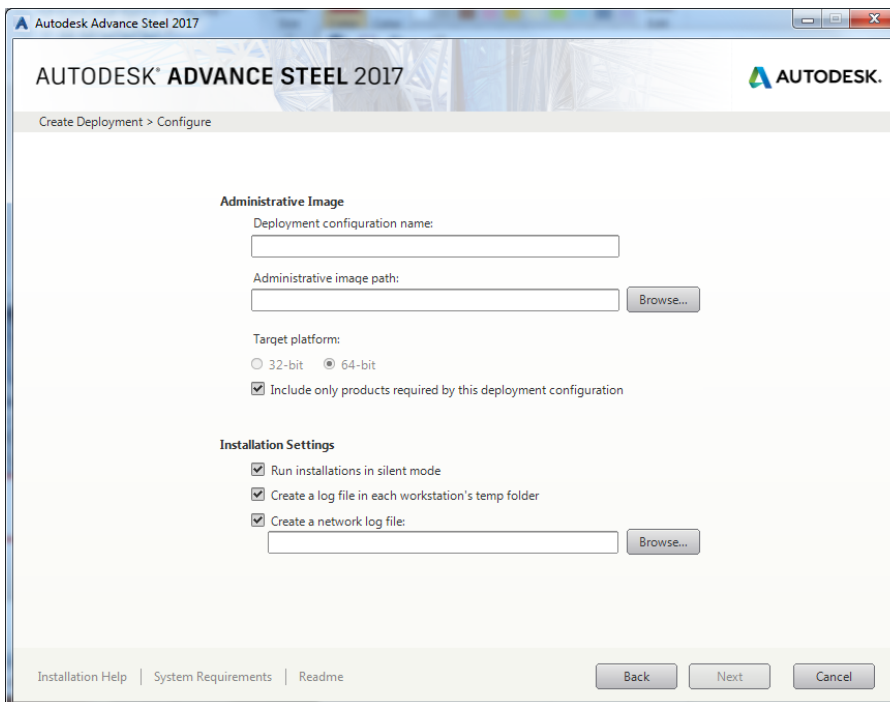 Autodesk Advance Steel 2017
AUTODESK® ADVANCE STEEL 2017
AUTODESK.
Create Deployment > Configure
Administrative Image
Deployment configuration name:
Administrative image path:
Browse...
Target platform:
32-bit 64-bit
Include only products required by this deployment configuration
Installation Settings
Run installations in silent mode
Create a log file in each workstation's temp folder
Create a network log file:
Browse...
Installation Help | System Requirements | Readme Back Next Cancel